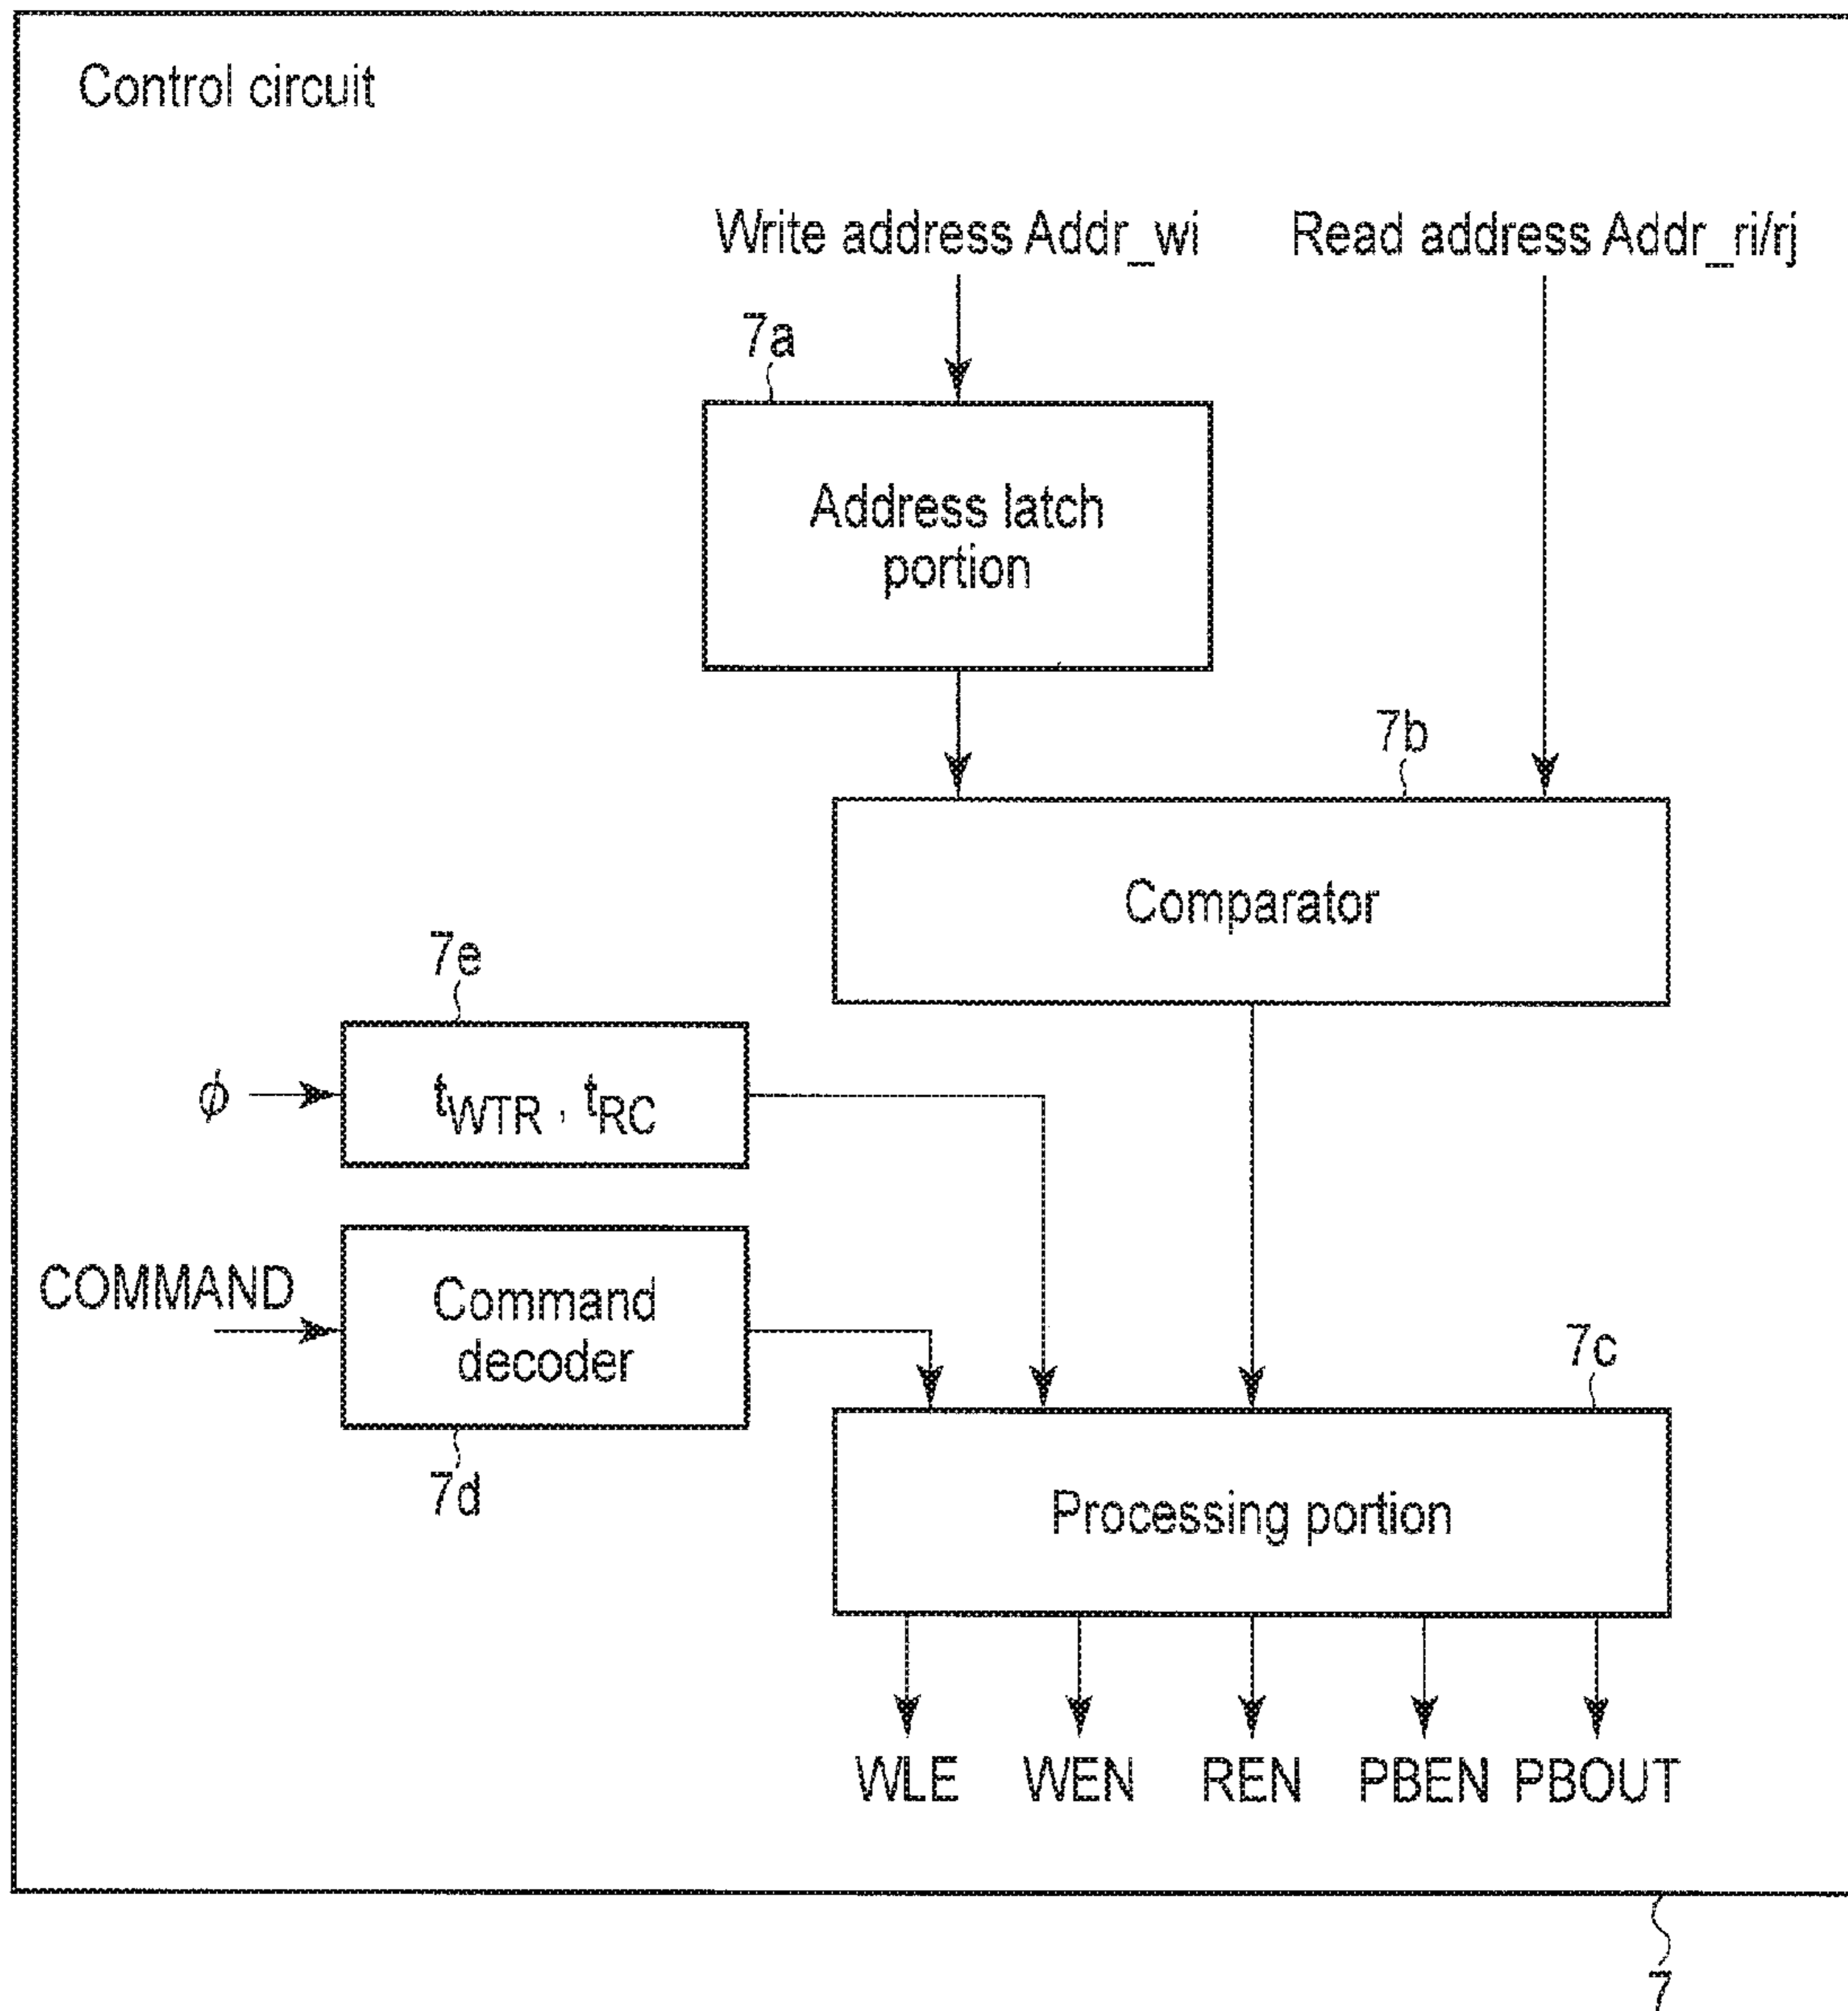 Control circuit
Write address Addr_wi
Read address Addr_ri/rj
7a
Address latch
portion
7b
Comparator
7e
ϕ
tWTR , tRC
COMMAND
Command
decoder
7d
7c
Processing portion
WLE
WEN
REN
PBEN
PBOUT
7